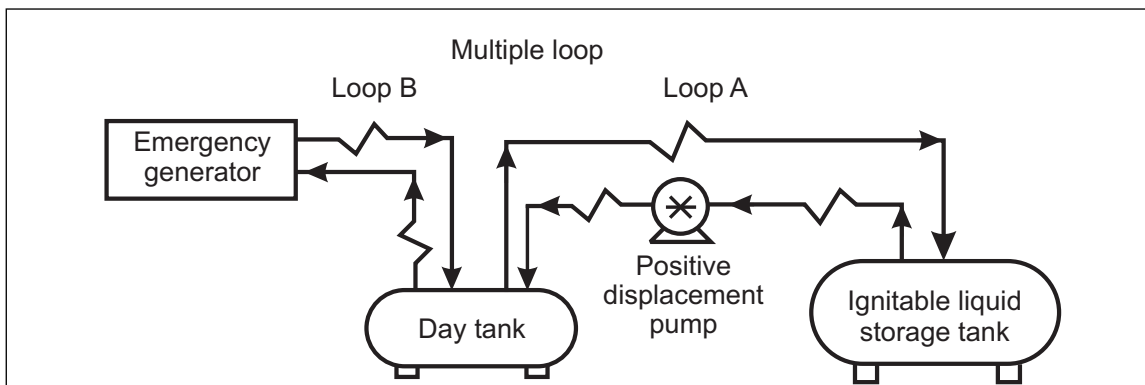 Multiple loop
Loop B
Loop A
Emergency
generator
Positive
displacement
pump
Day tank
Ignitable liquid
storage tank